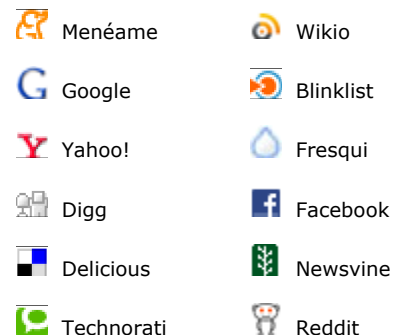 Menéame
Wikio
Google
Blinklist
Yahoo!
Fresqui
Digg
Facebook
Delicious
Newsvine
Technorati
Reddit